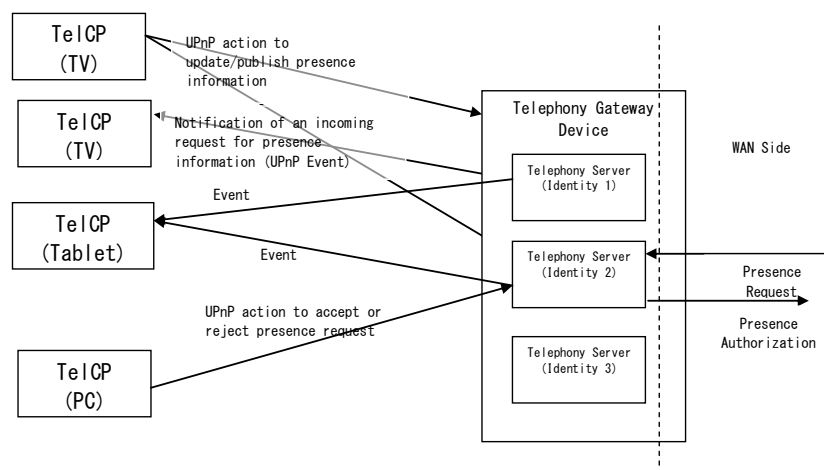 TelCP
(TV)
UPnP action to
update/publish presence
information
TelCP
(TV)
Notification of an incoming
request for presence
information (UPnP Event)
Telephony Gateway
Device
WAN Side
Telephony Server
(Identity 1)
Event
TelCP
(Tablet)
Event
Telephony Server
(Identity 2)
Presence
Request
UPnP action to accept or
reject presence request
Presence
Authorization
Telephony Server
(Identity 3)
TelCP
(PC)